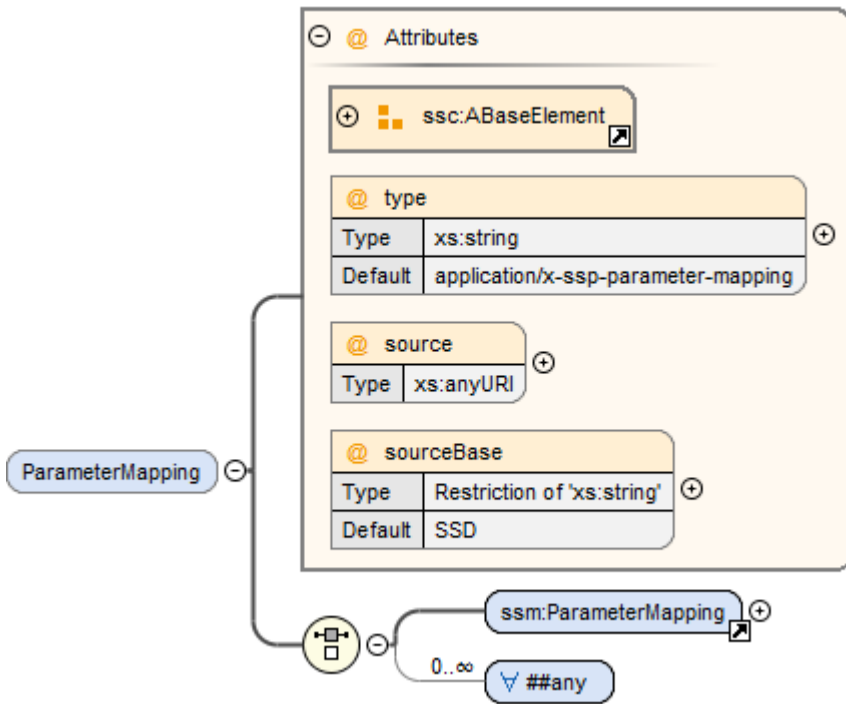 @ Attributes
ssc:ABaseElement
@ type
Type xs:string
Default application/x-ssp-parameter-mapping
@ source
Type xs:anyURI
@ sourceBase
Type Restriction of 'xs:string'
Default SSD
ParameterMapping
ssm:ParameterMapping
0..∞
∀ ##any